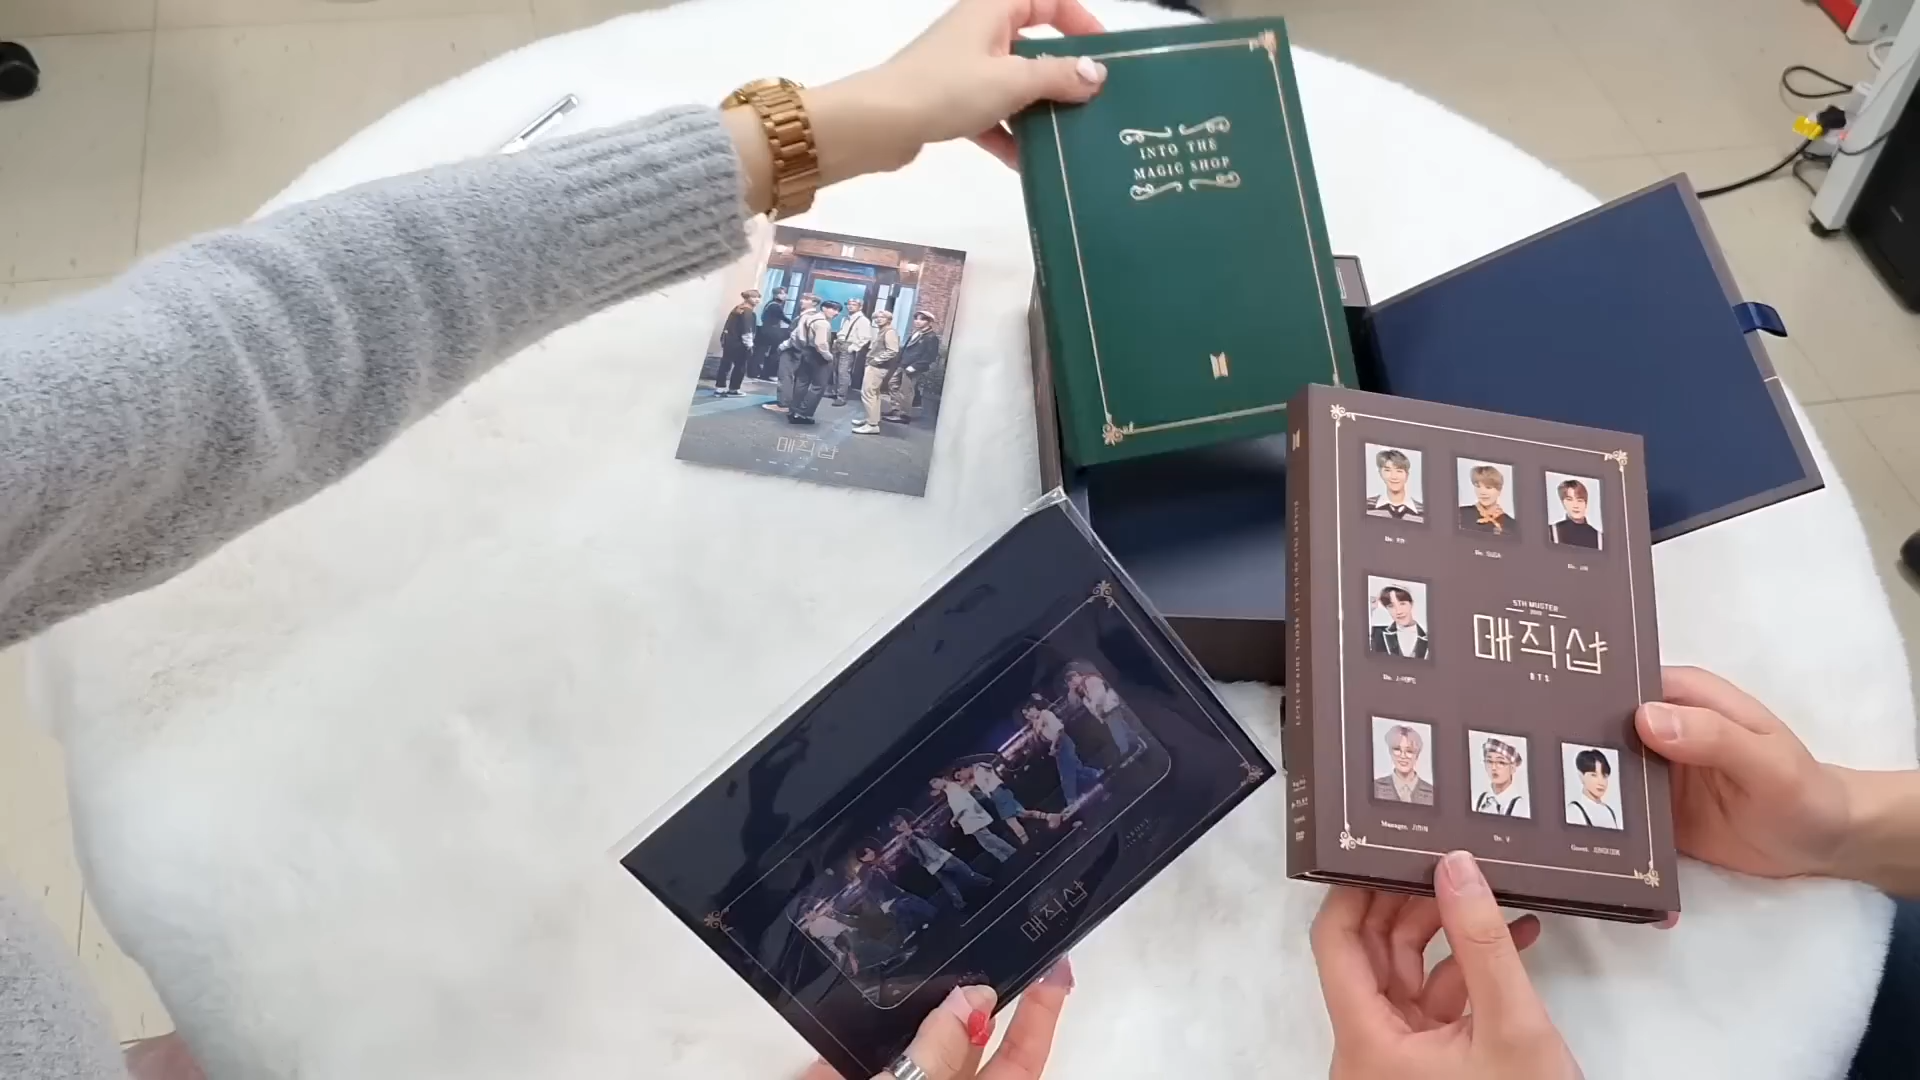 INTO THE
MAGIC SHOP
매직샵
5TH MUSTER
매직샵
BTS
Dr. RM
Dr. SUGA
Dr. JIN
Dr. J-HOPE
Manager. JIMIN
Dr. V
Guest. JUNGKOOK
매직샵